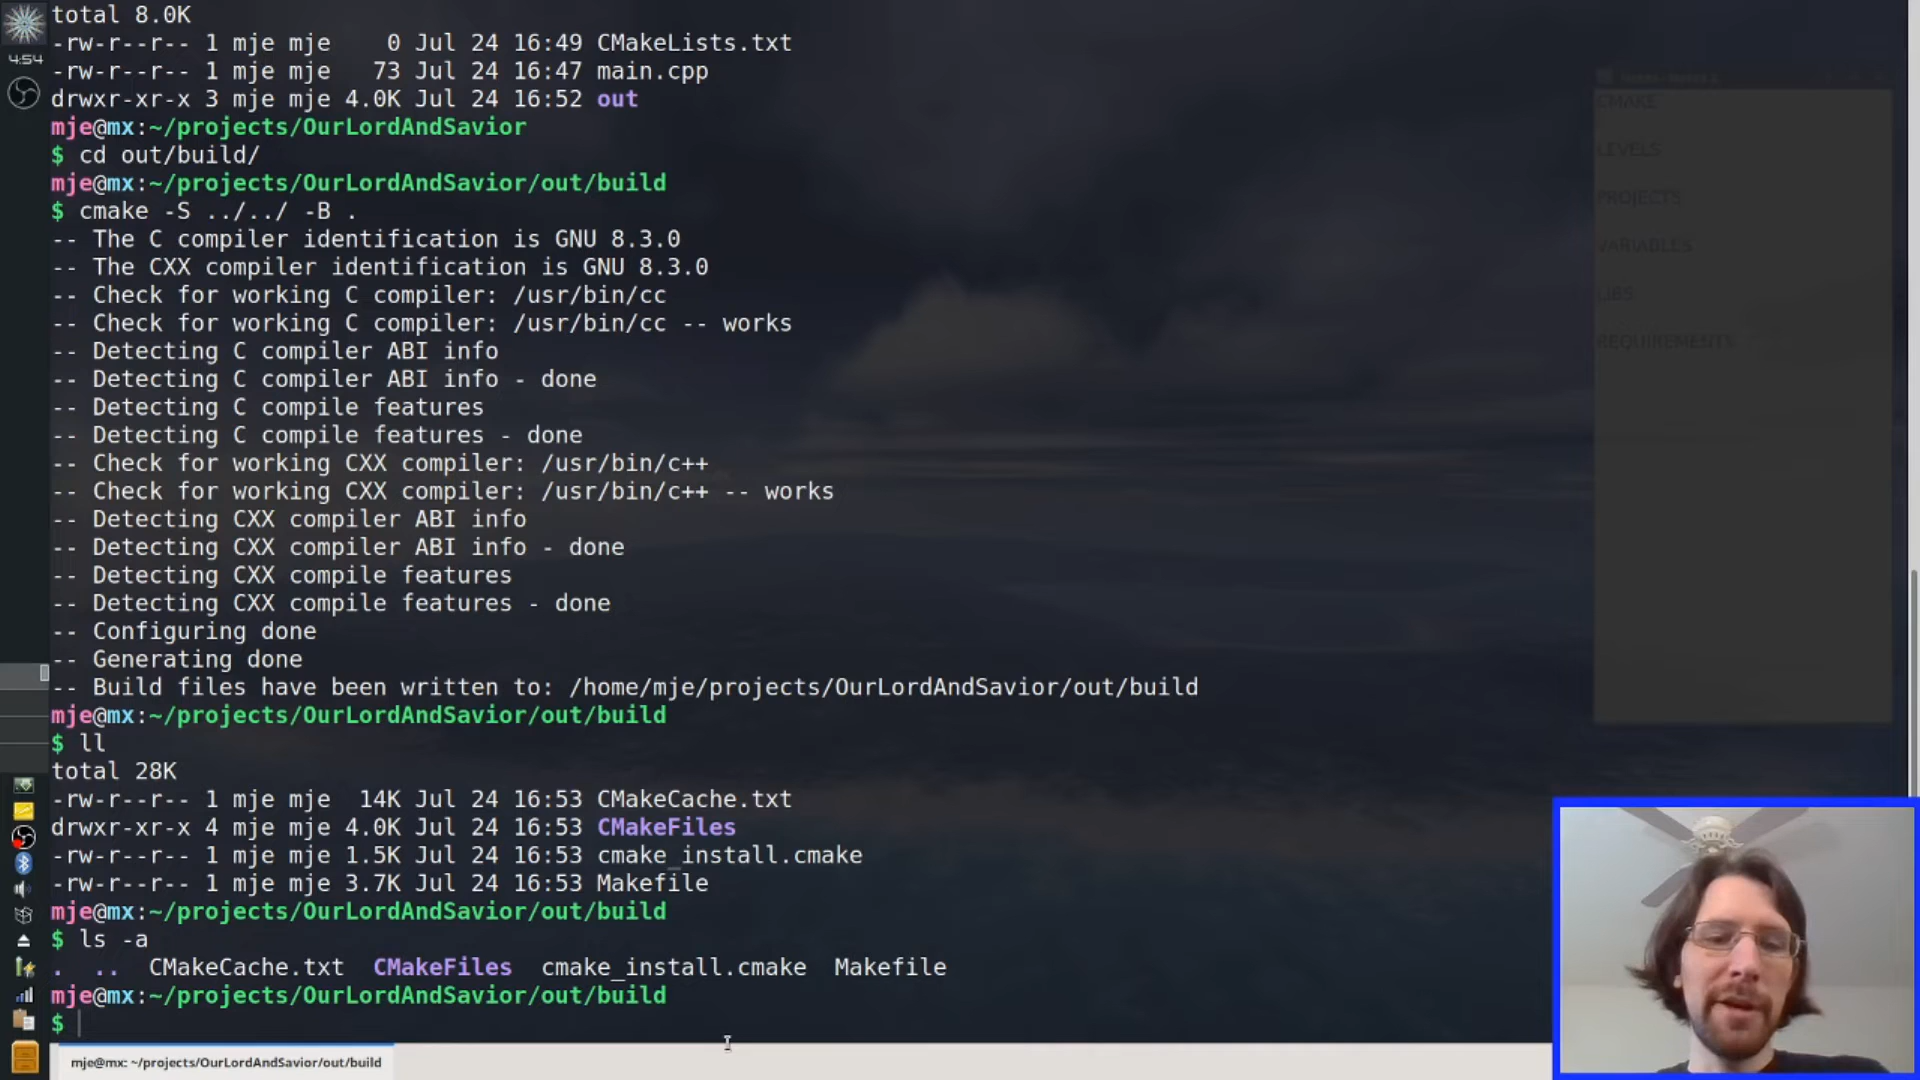 total 8.0K
-rw-r--r-- 1 mje mje    0 Jul 24 16:49 CMakeLists.txt
4:54
-rw-r--r-- 1 mje mje   73 Jul 24 16:47 main.cpp
drwxr-xr-x 3 mje mje 4.0K Jul 24 16:52 out
mje@mx:~/projects/OurLordAndSavior
$ cd out/build/
mje@mx:~/projects/OurLordAndSavior/out/build
$ cmake -S ../../ -B .
-- The C compiler identification is GNU 8.3.0
-- The CXX compiler identification is GNU 8.3.0
-- Check for working C compiler: /usr/bin/cc
-- Check for working C compiler: /usr/bin/cc -- works
-- Detecting C compiler ABI info
-- Detecting C compiler ABI info - done
-- Detecting C compile features
-- Detecting C compile features - done
-- Check for working CXX compiler: /usr/bin/c++
-- Check for working CXX compiler: /usr/bin/c++ -- works
-- Detecting CXX compiler ABI info
-- Detecting CXX compiler ABI info - done
-- Detecting CXX compile features
-- Detecting CXX compile features - done
-- Configuring done
-- Generating done
-- Build files have been written to: /home/mje/projects/OurLordAndSavior/out/build
mje@mx:~/projects/OurLordAndSavior/out/build
$ ll
total 28K
-rw-r--r-- 1 mje mje  14K Jul 24 16:53 CMakeCache.txt
drwxr-xr-x 4 mje mje 4.0K Jul 24 16:53 CMakeFiles
-rw-r--r-- 1 mje mje 1.5K Jul 24 16:53 cmake_install.cmake
-rw-r--r-- 1 mje mje 3.7K Jul 24 16:53 Makefile
mje@mx:~/projects/OurLordAndSavior/out/build
$ ls -a
.  ..  CMakeCache.txt  CMakeFiles  cmake_install.cmake  Makefile
mje@mx:~/projects/OurLordAndSavior/out/build
$
mje@mx: ~/projects/OurLordAndSavior/out/build
CMAKE
LEVELS
PROJECTS
VARIABLES
LIBS
REQUIREMENTS